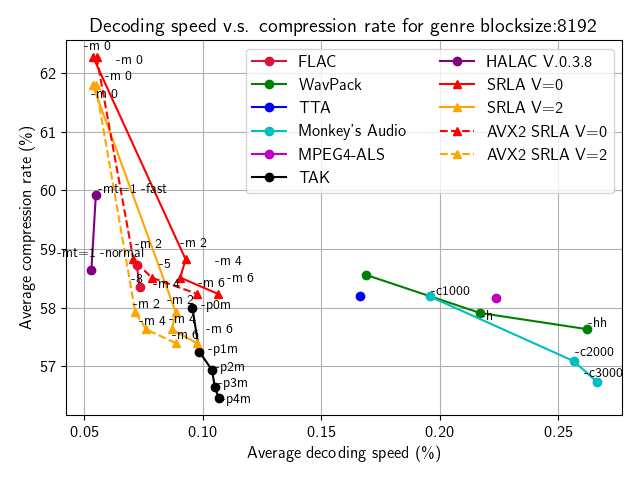 Decoding speed v.s. compression rate for genre blocksize:8192
Average compression rate (%)
62
61
60
59
58
57
0.05
0.10
0.15
0.20
0.25
Average decoding speed (%)
FLAC
WavPack
TTA
Monkey's Audio
MPEG4-ALS
TAK
HALAC V.0.3.8
SRLA V=0
SRLA V=2
AVX2 SRLA V=0
AVX2 SRLA V=2
-m 0
-m 0
-m 0
-m 0
-mt=1 -fast
-mt=1 -normal
-m 2
-m 2
-5
-m 4
-m 6
-8
-m 4
-m 6
-m 2
-m 2
-p0m
-m 4
-m 4
-m 6
-m 6
-p1m
-p2m
-p3m
-p4m
-c1000
-h
-hh
-c2000
-c3000